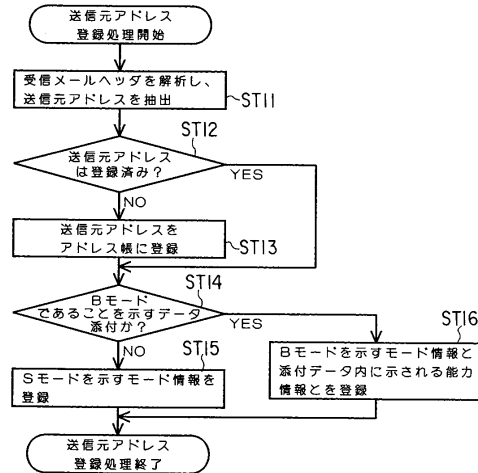 送信元アドレス
登録処理開始
受信メールヘッダを解析し、
送信元アドレスを抽出
ST11
ST12
送信元アドレス
は登録済み?
YES
NO
送信元アドレスを
アドレス帳に登録
ST13
ST14
Bモード
であることを示すデータ
添付か?
YES
NO
ST15
Sモードを示すモード情報を
登録
ST16
Bモードを示すモード情報と
添付データ内に示される能力
情報とを登録
送信元アドレス
登録処理終了